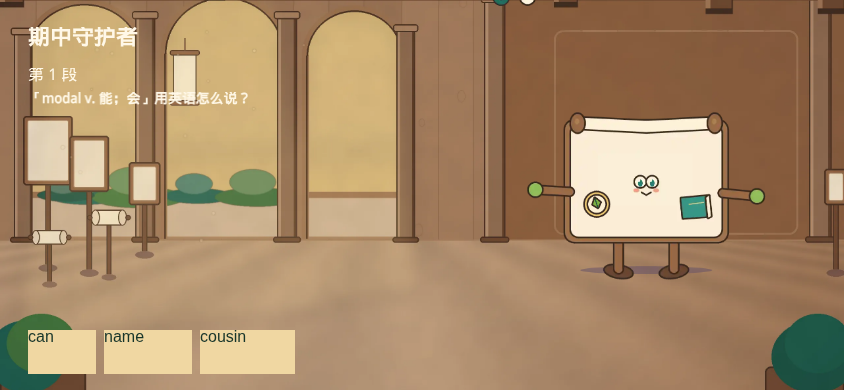 期中守护者
第 1 段
「modal v. 能；会」用英语怎么说？
can
name
cousin